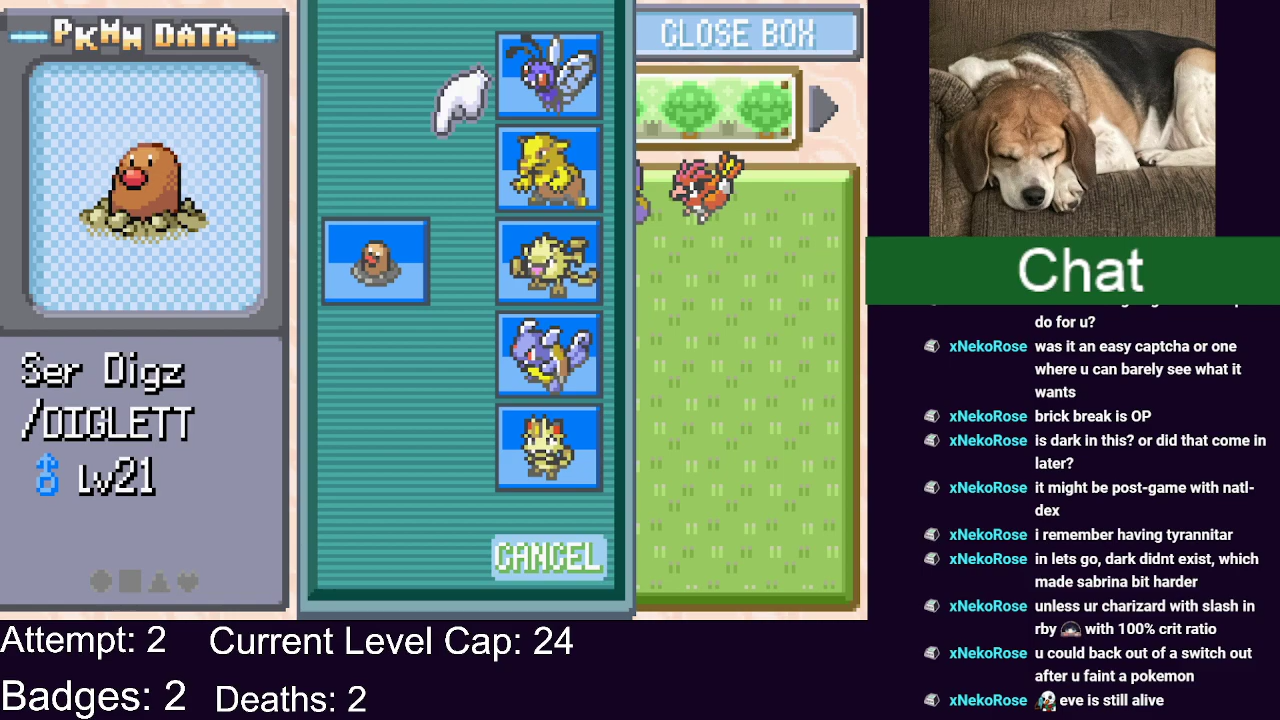 PKMN DATA
CLOSE BOX
Ser Digz
/DIGLETT
♂ Lv21
CANCEL
Attempt: 2 Current Level Cap: 24
Badges: 2 Deaths: 2
Chat
do for u?
xNekoRose was it an easy captcha or one
where u can barely see what it
wants
xNekoRose brick break is OP
xNekoRose is dark in this? or did that come in
later?
xNekoRose it might be post-game with natl-
dex
xNekoRose i remember having tyrannitar
xNekoRose in lets go, dark didnt exist, which
made sabrina bit harder
xNekoRose unless ur charizard with slash in
rby with 100% crit ratio
xNekoRose u could back out of a switch out
after u faint a pokemon
xNekoRose eve is still alive